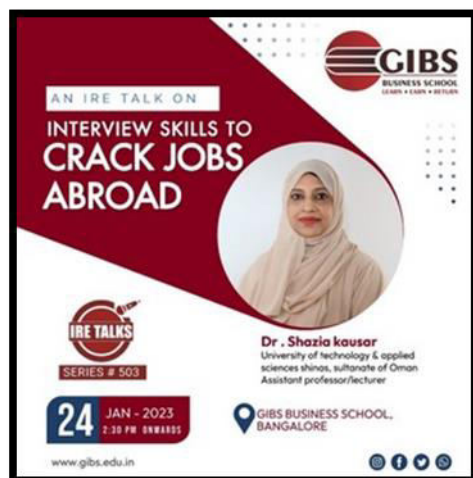 GIBS
BUSINESS SCHOOL
LEARN • EARN • RETURN
AN IRE TALK ON
INTERVIEW SKILLS TO
CRACK JOBS
ABROAD
IRE TALKS
SERIES # 503
Dr . Shazia kausar
University of technology & applied
sciences shinas, sultanate of Oman
Assistant professor/lecturer
24
JAN - 2023
2:30 PM ONWARDS
GIBS BUSINESS SCHOOL,
BANGALORE
www.gibs.edu.in